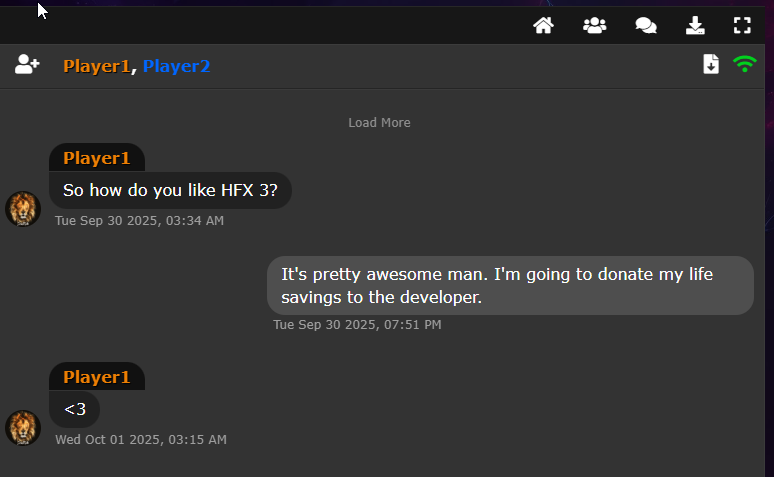 Player1, Player2
Load More
Player1
So how do you like HFX 3?
Tue Sep 30 2025, 03:34 AM
It's pretty awesome man. I'm going to donate my life
savings to the developer.
Tue Sep 30 2025, 07:51 PM
Player1
<3
Wed Oct 01 2025, 03:15 AM